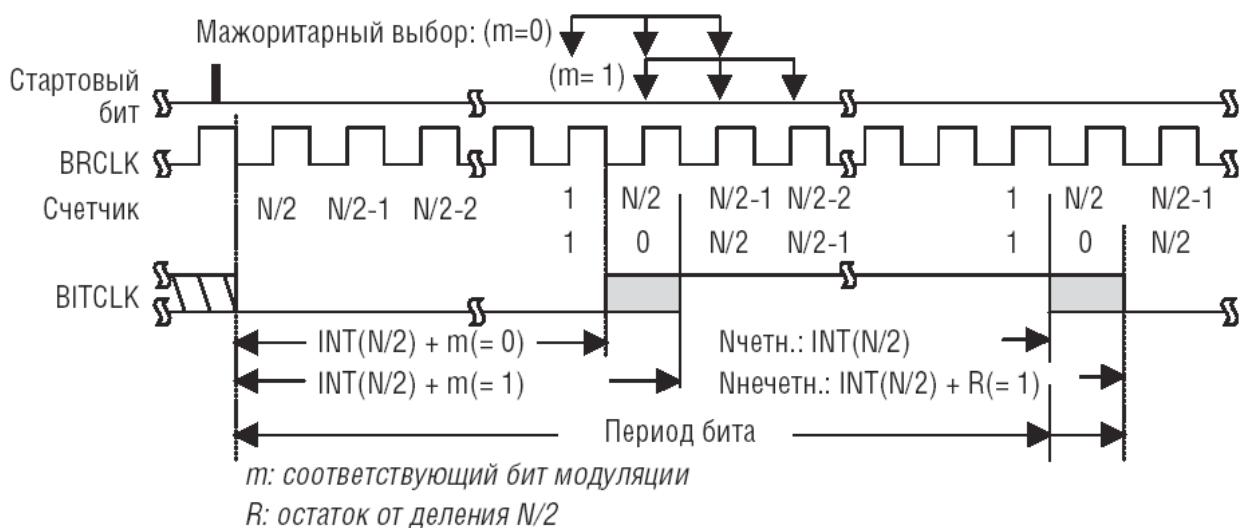 Мажоритарный выбор: (m=0)
(m= 1)
Стартовый
бит
BRCLK
Счетчик
N/2 N/2-1 N/2-2 1 N/2 N/2-1 N/2-2 1 N/2 N/2-1
1 0 N/2 N/2-1 1 0 N/2
BITCLK
INT(N/2) + m(= 0) Nчетн.: INT(N/2)
INT(N/2) + m(= 1) Nнечетн.: INT(N/2) + R(= 1)
Период бита
m: соответствующий бит модуляции
R: остаток от деления N/2